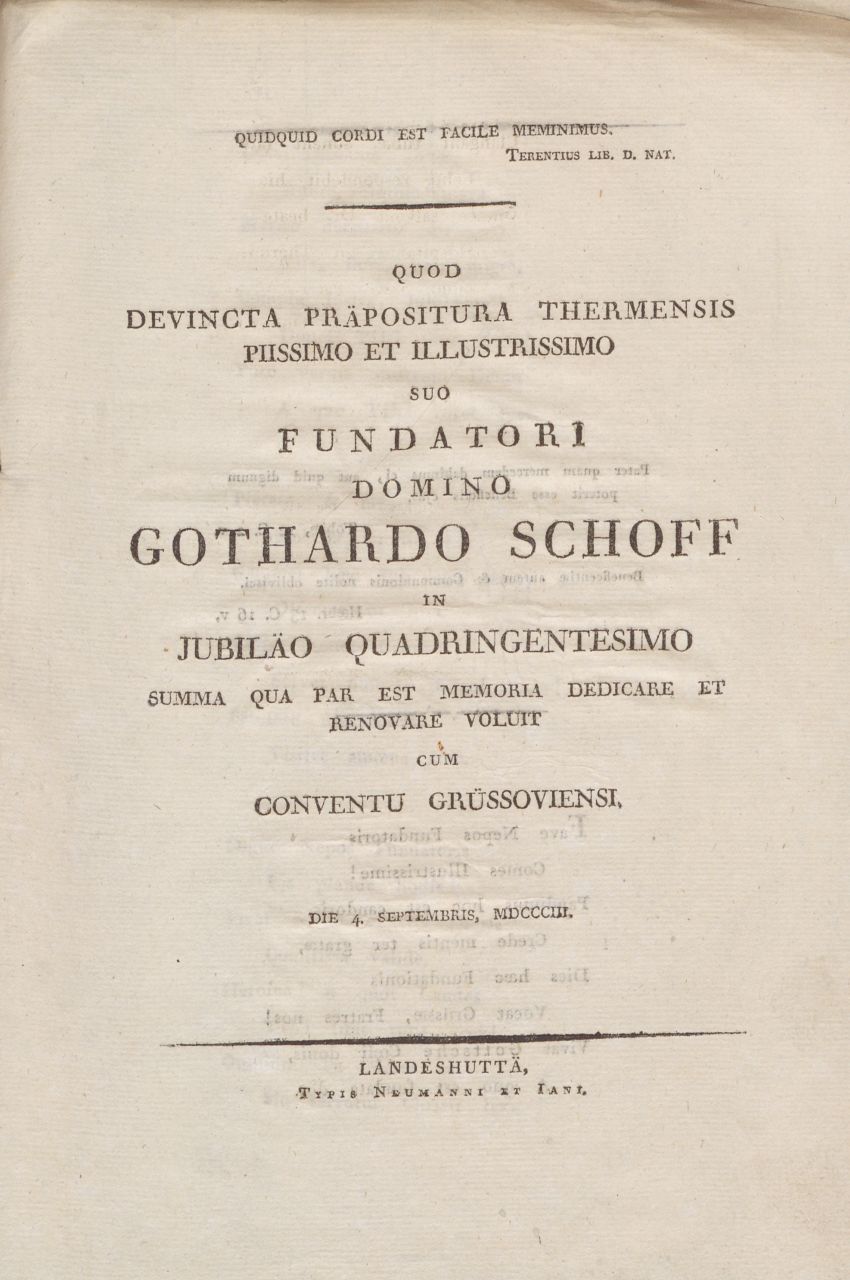 QUIDQUID CORDI EST FACILE MEMINIMUS.
TERENTIUS LIB. D. NAT.
QUOD
DEVINCTA PRÄPOSITURA THERMENSIS
PIISSIMO ET ILLUSTRISSIMO
SUO
FUNDATORI
DOMINO
GOTHARDO SCHOFF
IN
JUBILÄO QUADRINGENTESIMO
SUMMA QUA PAR EST MEMORIA DEDICARE ET
RENOVARE VOLUIT
CUM
CONVENTU GRÜSSOVIENSI.
DIE 4. SEPTEMBRIS, MDCCCIII.
LANDESHUTTÄ,
TYPIS NEUMANNI ET IANI.